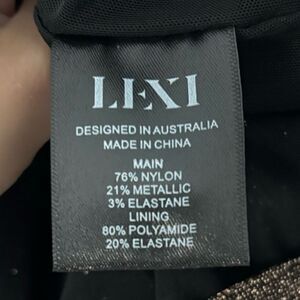 LEXI
DESIGNED IN AUSTRALIA
MADE IN CHINA
MAIN
76% NYLON
21% METALLIC
3% ELASTANE
LINING
80% POLYAMIDE
20% ELASTANE